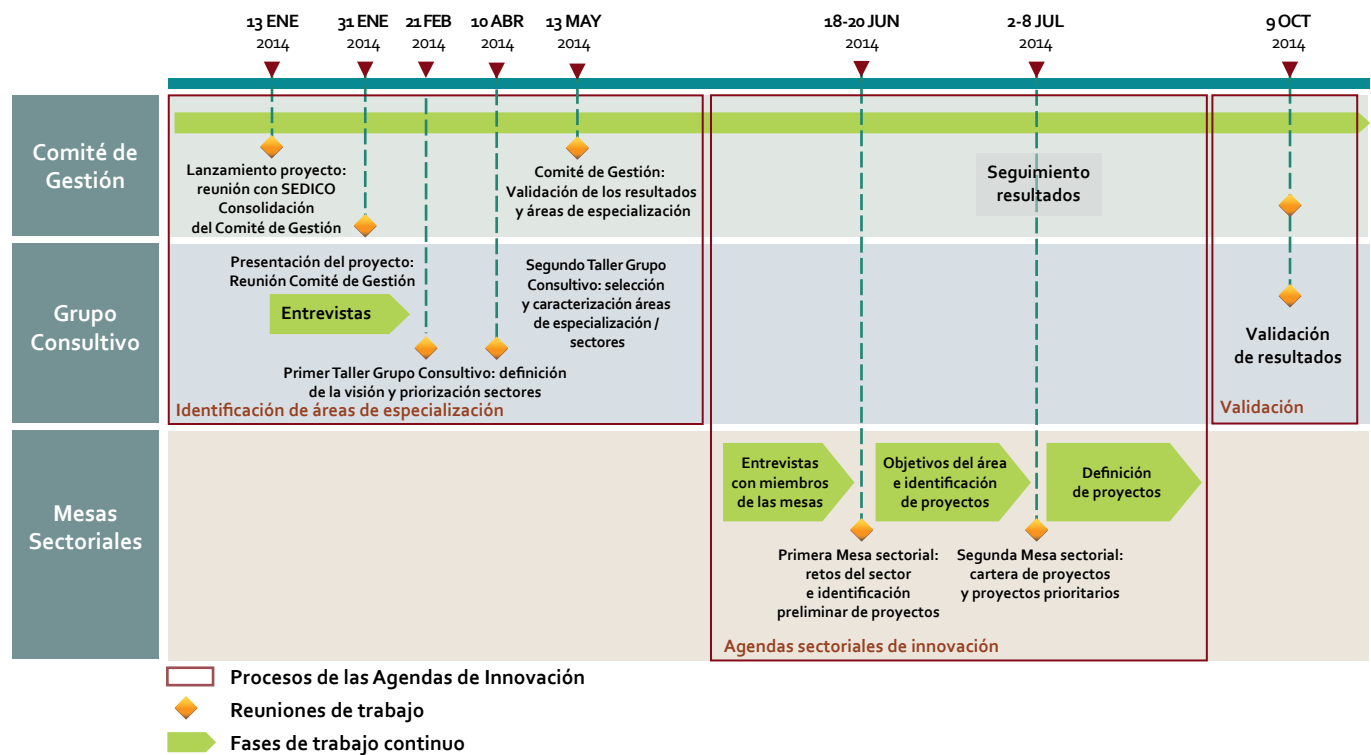 13 ENE
2014
31 ENE
2014
21 FEB
2014
10 ABR
2014
13 MAY
2014
18-20 JUN
2014
2-8 JUL
2014
9 OCT
2014
Comité de
Gestión
Lanzamiento proyecto:
reunión con SEDICO
Consolidación
del Comité de Gestión
Comité de Gestión:
Validación de los resultados
y áreas de especialización
Seguimiento
resultados
Grupo
Consultivo
Presentación del proyecto:
Reunión Comité de Gestión
Entrevistas
Segundo Taller Grupo
Consultivo: selección
y caracterización áreas
de especialización /
sectores
Primer Taller Grupo Consultivo: definición
de la visión y priorización sectores
Identificación de áreas de especialización
Validación
de resultados
Validación
Mesas
Sectoriales
Entrevistas
con miembros
de las mesas
Objetivos del área
e identificación
de proyectos
Definición
de proyectos
Primera Mesa sectorial:
retos del sector
e identificación
preliminar de proyectos
Segunda Mesa sectorial:
cartera de proyectos
y proyectos prioritarios
Agendas sectoriales de innovación
Procesos de las Agendas de Innovación
Reuniones de trabajo
Fases de trabajo continuo